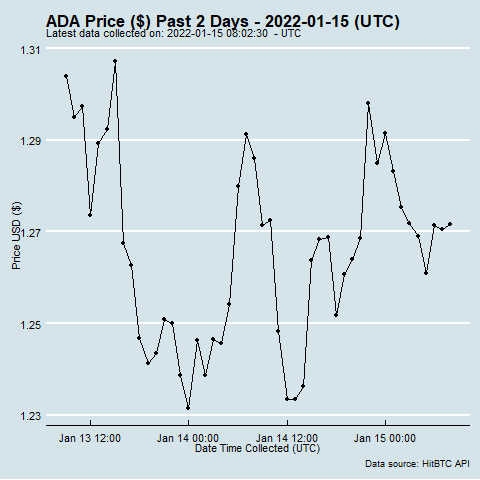 ADA Price ($) Past 2 Days - 2022-01-15 (UTC)
Latest data collected on: 2022-01-15 08:02:30 - UTC
1.31
1.29
1.27
1.25
1.23
Price USD ($)
Jan 13 12:00 Jan 14 00:00 Jan 14 12:00 Jan 15 00:00
Date Time Collected (UTC)
Data source: HitBTC API